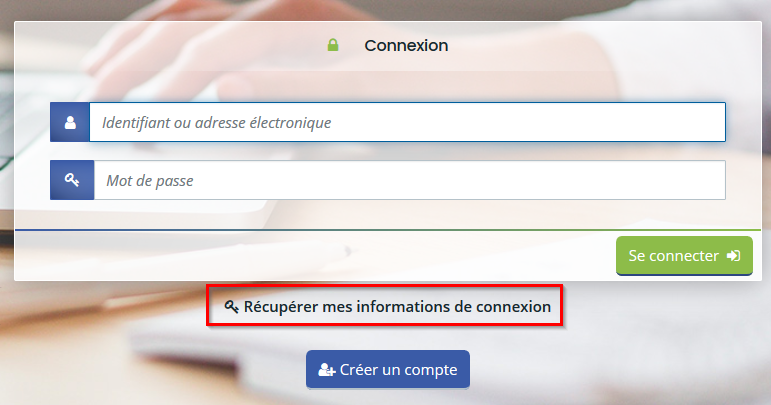 Connexion
Identifiant ou adresse électronique
Mot de passe
Se connecter
Récupérer mes informations de connexion
Créer un compte